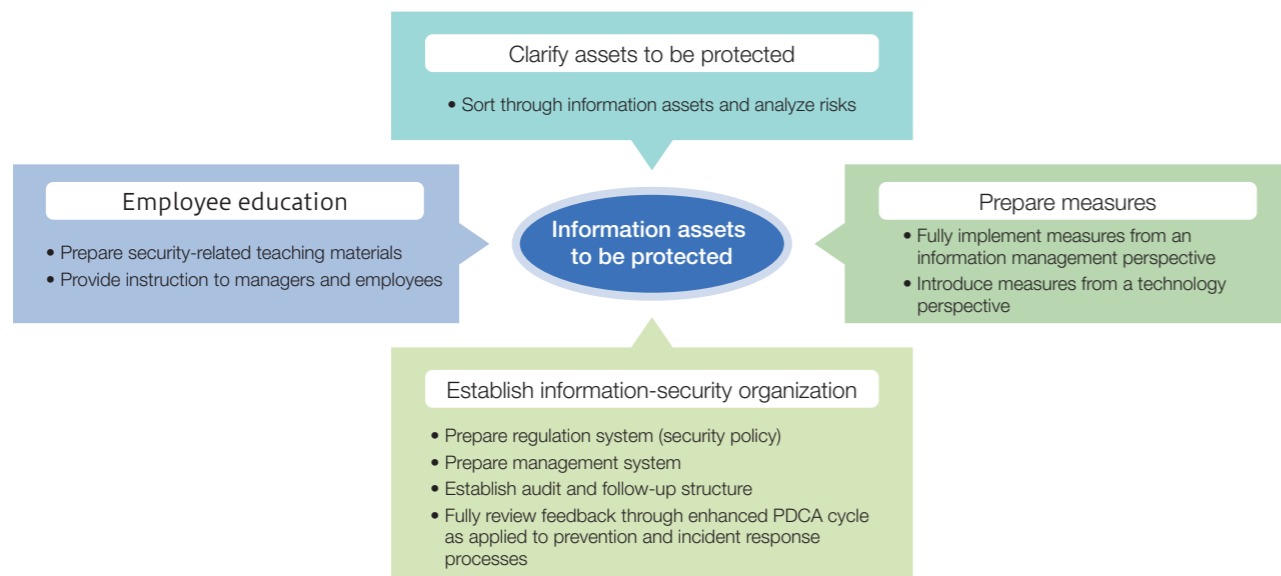 Clarify assets to be protected
• Sort through information assets and analyze risks
Employee education
• Prepare security-related teaching materials
• Provide instruction to managers and employees
Information assets
to be protected
Prepare measures
• Fully implement measures from an
information management perspective
• Introduce measures from a technology
perspective
Establish information-security organization
• Prepare regulation system (security policy)
• Prepare management system
• Establish audit and follow-up structure
• Fully review feedback through enhanced PDCA cycle
as applied to prevention and incident response
processes